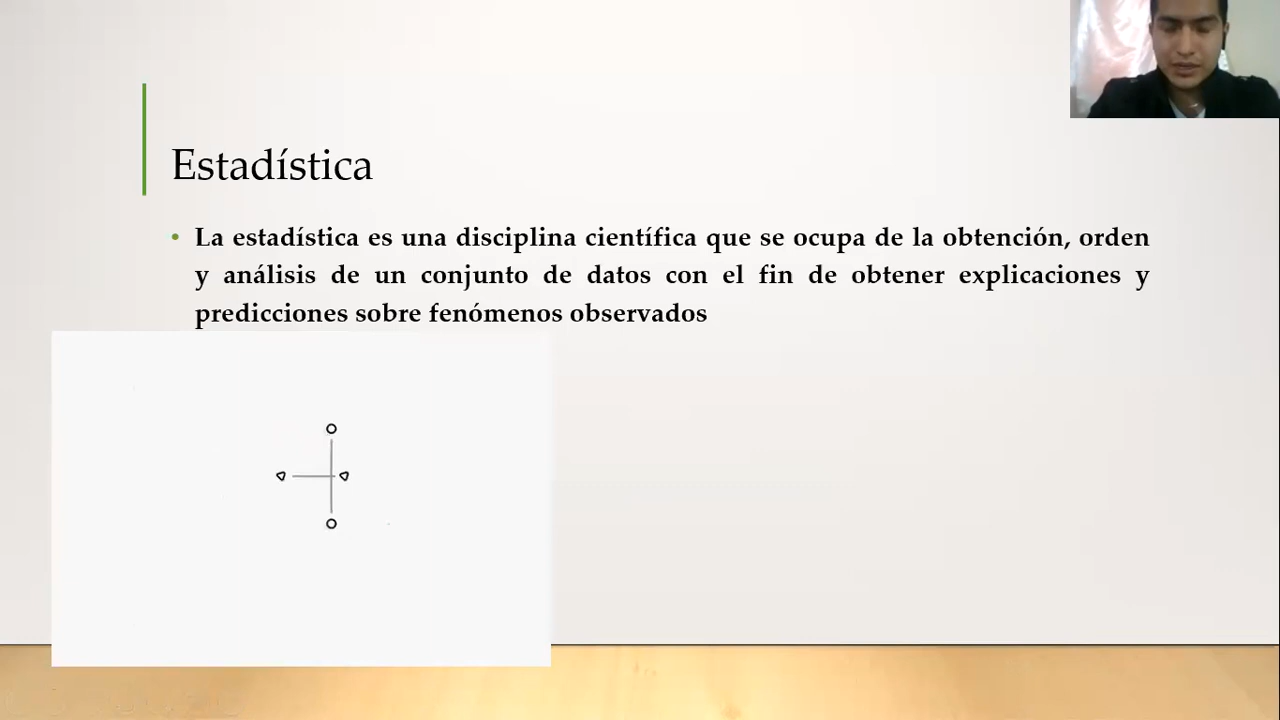 Estadística
• La estadística es una disciplina científica que se ocupa de la obtención, orden
y análisis de un conjunto de datos con el fin de obtener explicaciones y
predicciones sobre fenómenos observados